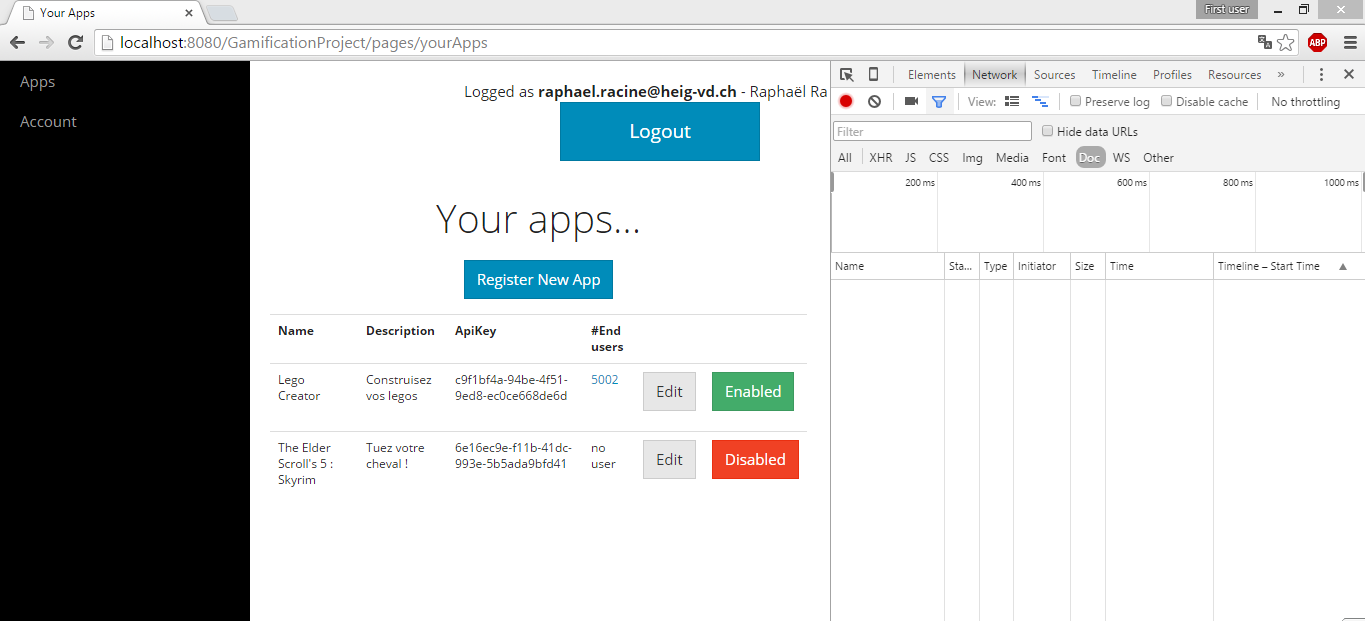 Your Apps
First user
localhost:8080/GamificationProject/pages/yourApps
ABP
Apps
Account
Logged as raphael.racine@heig-vd.ch - Raphaël Ra
Logout
Your apps...
Register New App
Name Description ApiKey #End
users
Lego Construisez c9f1bf4a-94be-4f51- 5002 Edit Enabled
Creator vos legos 9ed8-ec0ce668de6d
The Elder Tuez votre 6e16ec9e-f11b-41dc- no Edit Disabled
Scroll's 5 : cheval ! 993e-5b5ada9bfd41 user
Skyrim
Elements Network Sources Timeline Profiles Resources »
View: Preserve log Disable cache No throttling
Filter Hide data URLs
All XHR JS CSS Img Media Font Doc WS Other
200 ms 400 ms 600 ms 800 ms 1000 ms
Name Sta... Type Initiator Size Time Timeline – Start Time